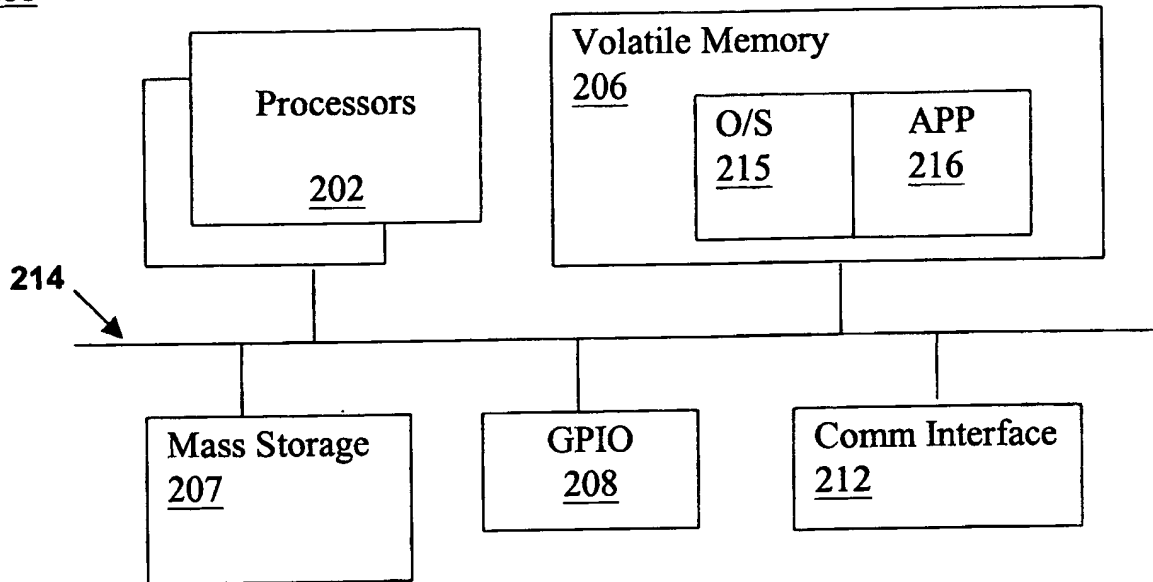 Processors
202
Volatile Memory
206
O/S
215
APP
216
214
Mass Storage
207
GPIO
208
Comm Interface
212